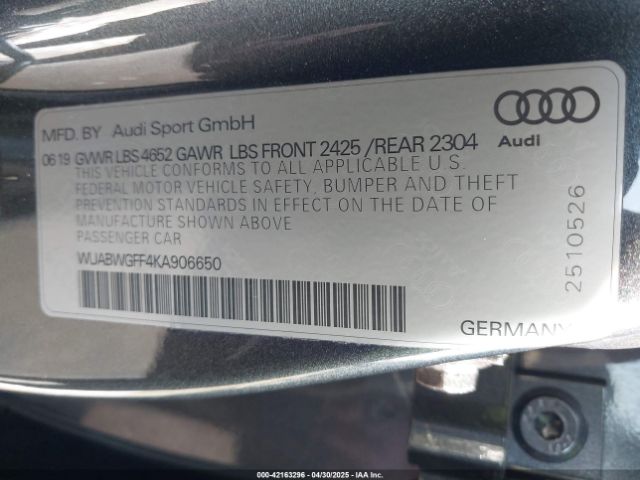 MFD. BY Audi Sport GmbH
Audi
0619 GVWR LBS 4652 GAWR LBS FRONT 2425 /REAR 2304
THIS VEHICLE CONFORMS TO ALL APPLICABLE U.S.
FEDERAL MOTOR VEHICLE SAFETY, BUMPER AND THEFT
PREVENTION STANDARDS IN EFFECT ON THE DATE OF
MANUFACTURE SHOWN ABOVE
PASSENGER CAR
WUABWGFF4KA906650
2510526
GERMANY
000-42163296 - 04/30/2025 - IAA Inc.